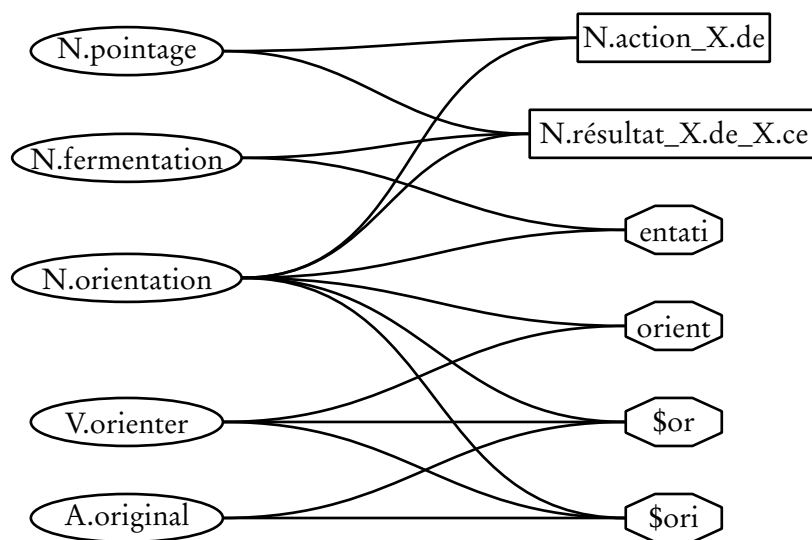 N.pointage
N.fermentation
N.orientation
V.orienter
A.original
N.action_X.de
N.résultat_X.de_X.ce
entati
orient
$or
$ori